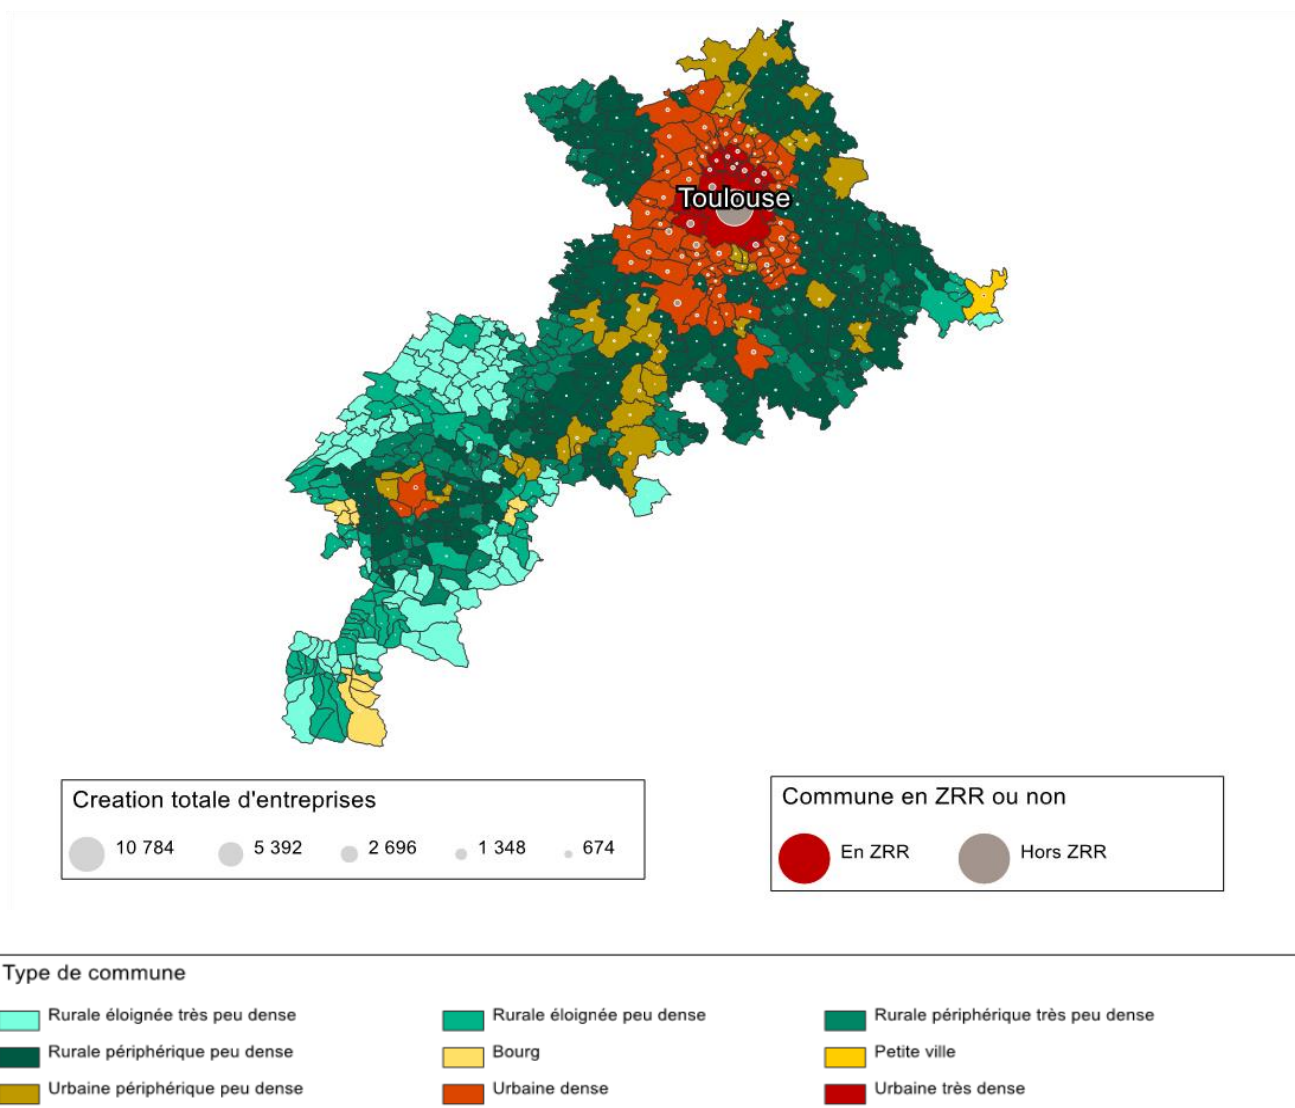 Toulouse
Creation totale d'entreprises
10 784 5 392 2 696 1 348 674
Commune en ZRR ou non
En ZRR Hors ZRR
Type de commune
Rurale éloignée très peu dense Rurale éloignée peu dense Rurale périphérique très peu dense
Rurale périphérique peu dense Bourg Petite ville
Urbaine périphérique peu dense Urbaine dense Urbaine très dense